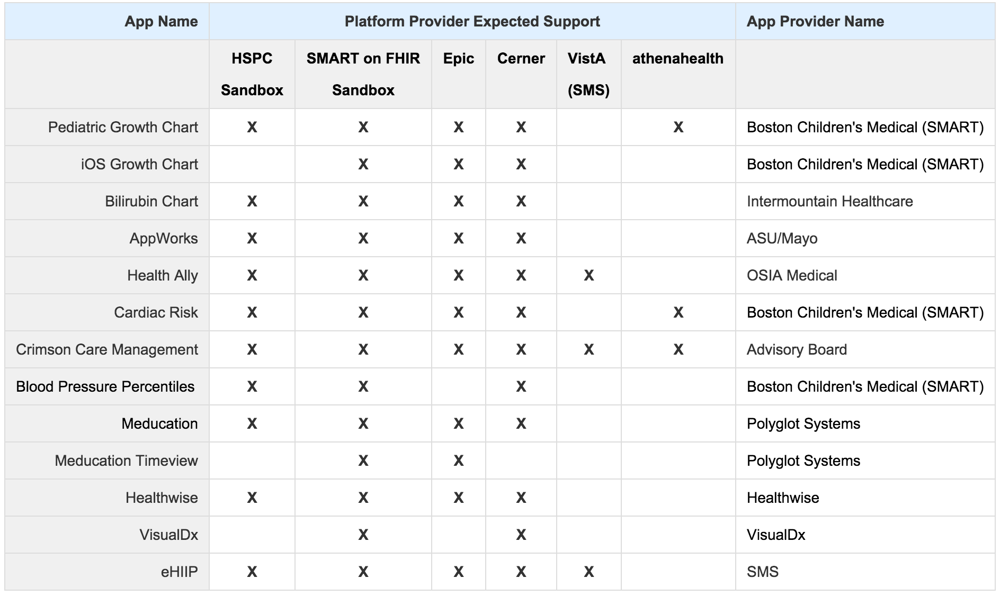 App Name Platform Provider Expected Support App Provider Name
HSPC SMART on FHIR Epic Cerner VistA athenahealth
Sandbox Sandbox (SMS)
Pediatric Growth Chart X X X X X Boston Children's Medical (SMART)
iOS Growth Chart X X X Boston Children's Medical (SMART)
Bilirubin Chart X X X X Intermountain Healthcare
AppWorks X X X X ASU/Mayo
Health Ally X X X X X OSIA Medical
Cardiac Risk X X X X X Boston Children's Medical (SMART)
Crimson Care Management X X X X X X Advisory Board
Blood Pressure Percentiles X X X Boston Children's Medical (SMART)
Meducation X X X X Polyglot Systems
Meducation Timeview X X Polyglot Systems
Healthwise X X X X Healthwise
VisualDx X X VisualDx
eHIIP X X X X X SMS